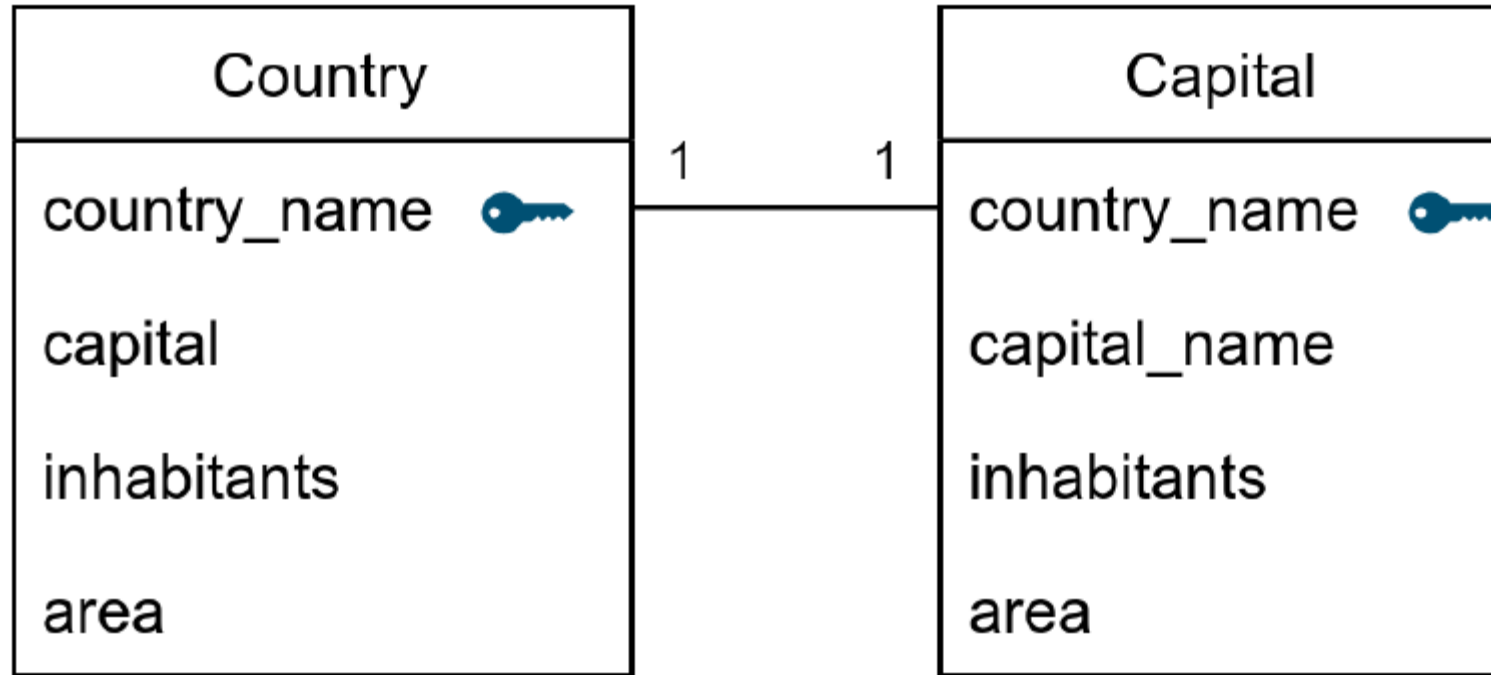 Country
country_name
capital
inhabitants
area
1 1
Capital
country_name
capital_name
inhabitants
area